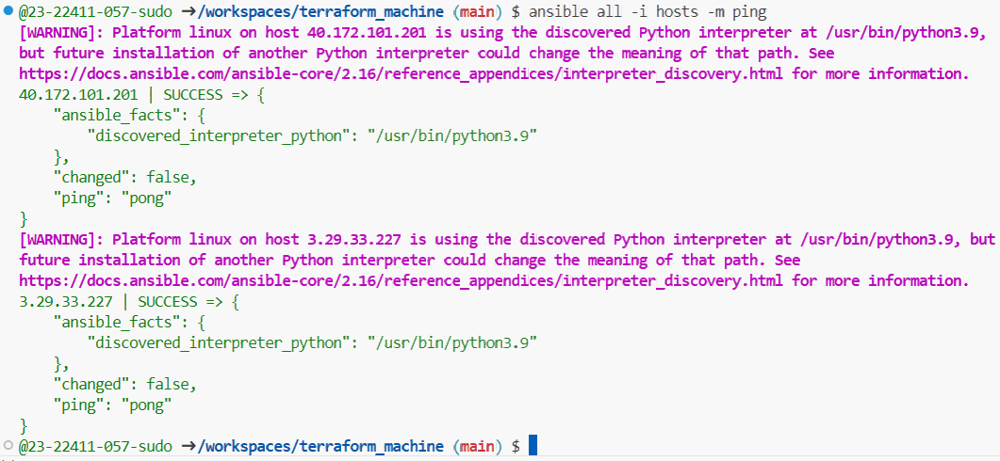 @23-22411-057-sudo →/workspaces/terraform_machine (main) $ ansible all -i hosts -m ping
[WARNING]: Platform linux on host 40.172.101.201 is using the discovered Python interpreter at /usr/bin/python3.9,
but future installation of another Python interpreter could change the meaning of that path. See
https://docs.ansible.com/ansible-core/2.16/reference_appendices/interpreter_discovery.html for more information.
40.172.101.201 | SUCCESS => {
    "ansible_facts": {
        "discovered_interpreter_python": "/usr/bin/python3.9"
    },
    "changed": false,
    "ping": "pong"
}
[WARNING]: Platform linux on host 3.29.33.227 is using the discovered Python interpreter at /usr/bin/python3.9, but
future installation of another Python interpreter could change the meaning of that path. See
https://docs.ansible.com/ansible-core/2.16/reference_appendices/interpreter_discovery.html for more information.
3.29.33.227 | SUCCESS => {
    "ansible_facts": {
        "discovered_interpreter_python": "/usr/bin/python3.9"
    },
    "changed": false,
    "ping": "pong"
}
@23-22411-057-sudo →/workspaces/terraform_machine (main) $